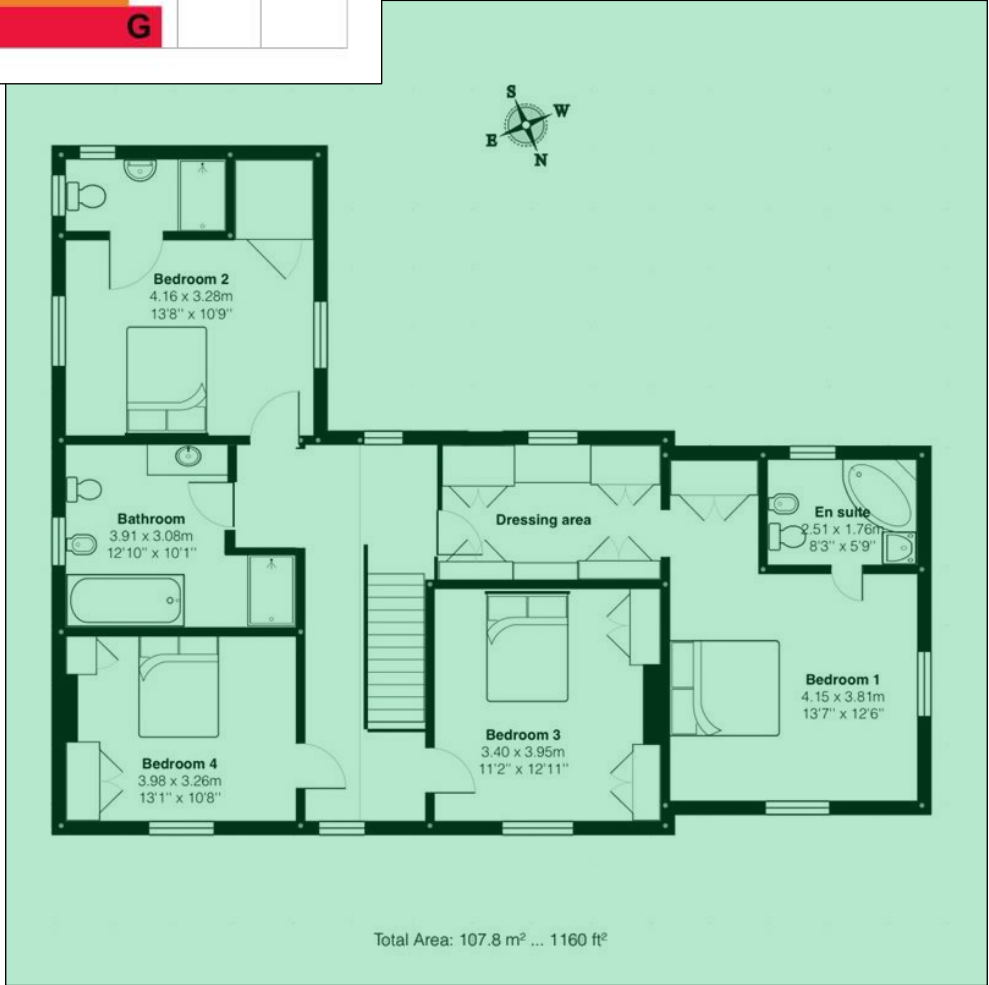 G
S
W
E
N
Bedroom 2
4.16 x 3.28m
13'8" x 10'9"
Bathroom
3.91 x 3.08m
12'10" x 10'1"
Dressing area
En suite
2.51 x 1.76m
8'3" x 5'9"
Bedroom 1
4.15 x 3.81m
13'7" x 12'6"
Bedroom 3
3.40 x 3.95m
11'2" x 12'11"
Bedroom 4
3.98 x 3.26m
13'1" x 10'8"
Total Area: 107.8 m² ... 1160 ft²